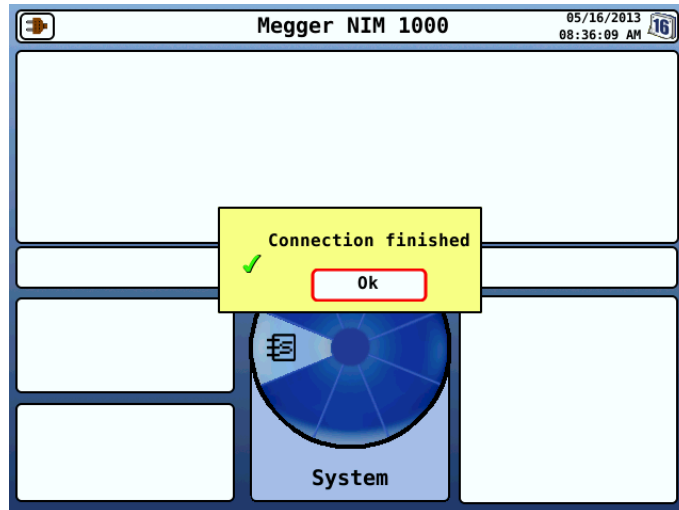 Megger NIM 1000
05/16/2013
08:36:09 AM
16
Connection finished
Ok
System